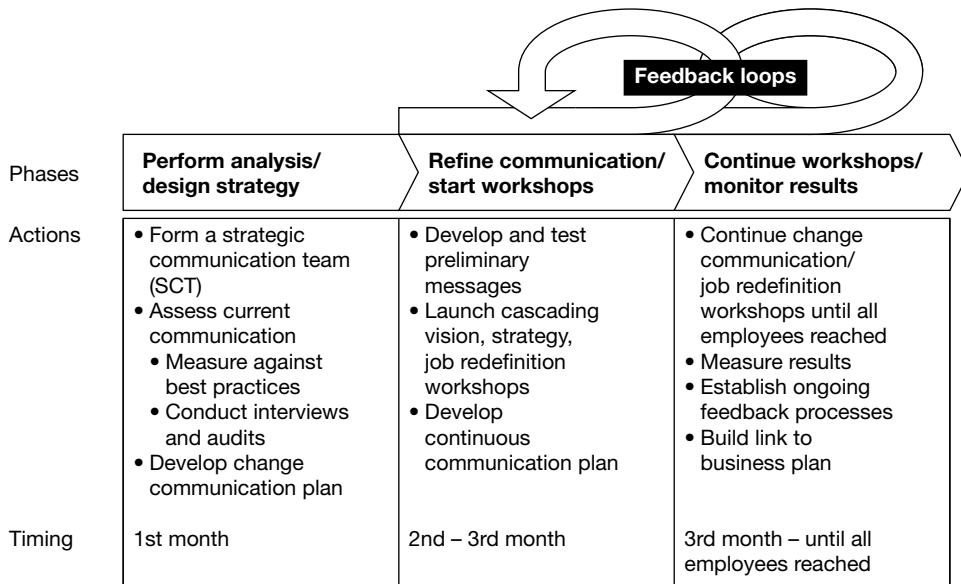 Feedback loops
Phases
Perform analysis/
design strategy
Refine communication/
start workshops
Continue workshops/
monitor results
Actions
• Form a strategic
communication team
(SCT)
• Assess current
communication
• Measure against
best practices
• Conduct interviews
and audits
• Develop change
communication plan
• Develop and test
preliminary
messages
• Launch cascading
vision, strategy,
job redefinition
workshops
• Develop
continuous
communication plan
• Continue change
communication/
job redefinition
workshops until all
employees reached
• Measure results
• Establish ongoing
feedback processes
• Build link to
business plan
Timing
1st month
2nd – 3rd month
3rd month – until all
employees reached